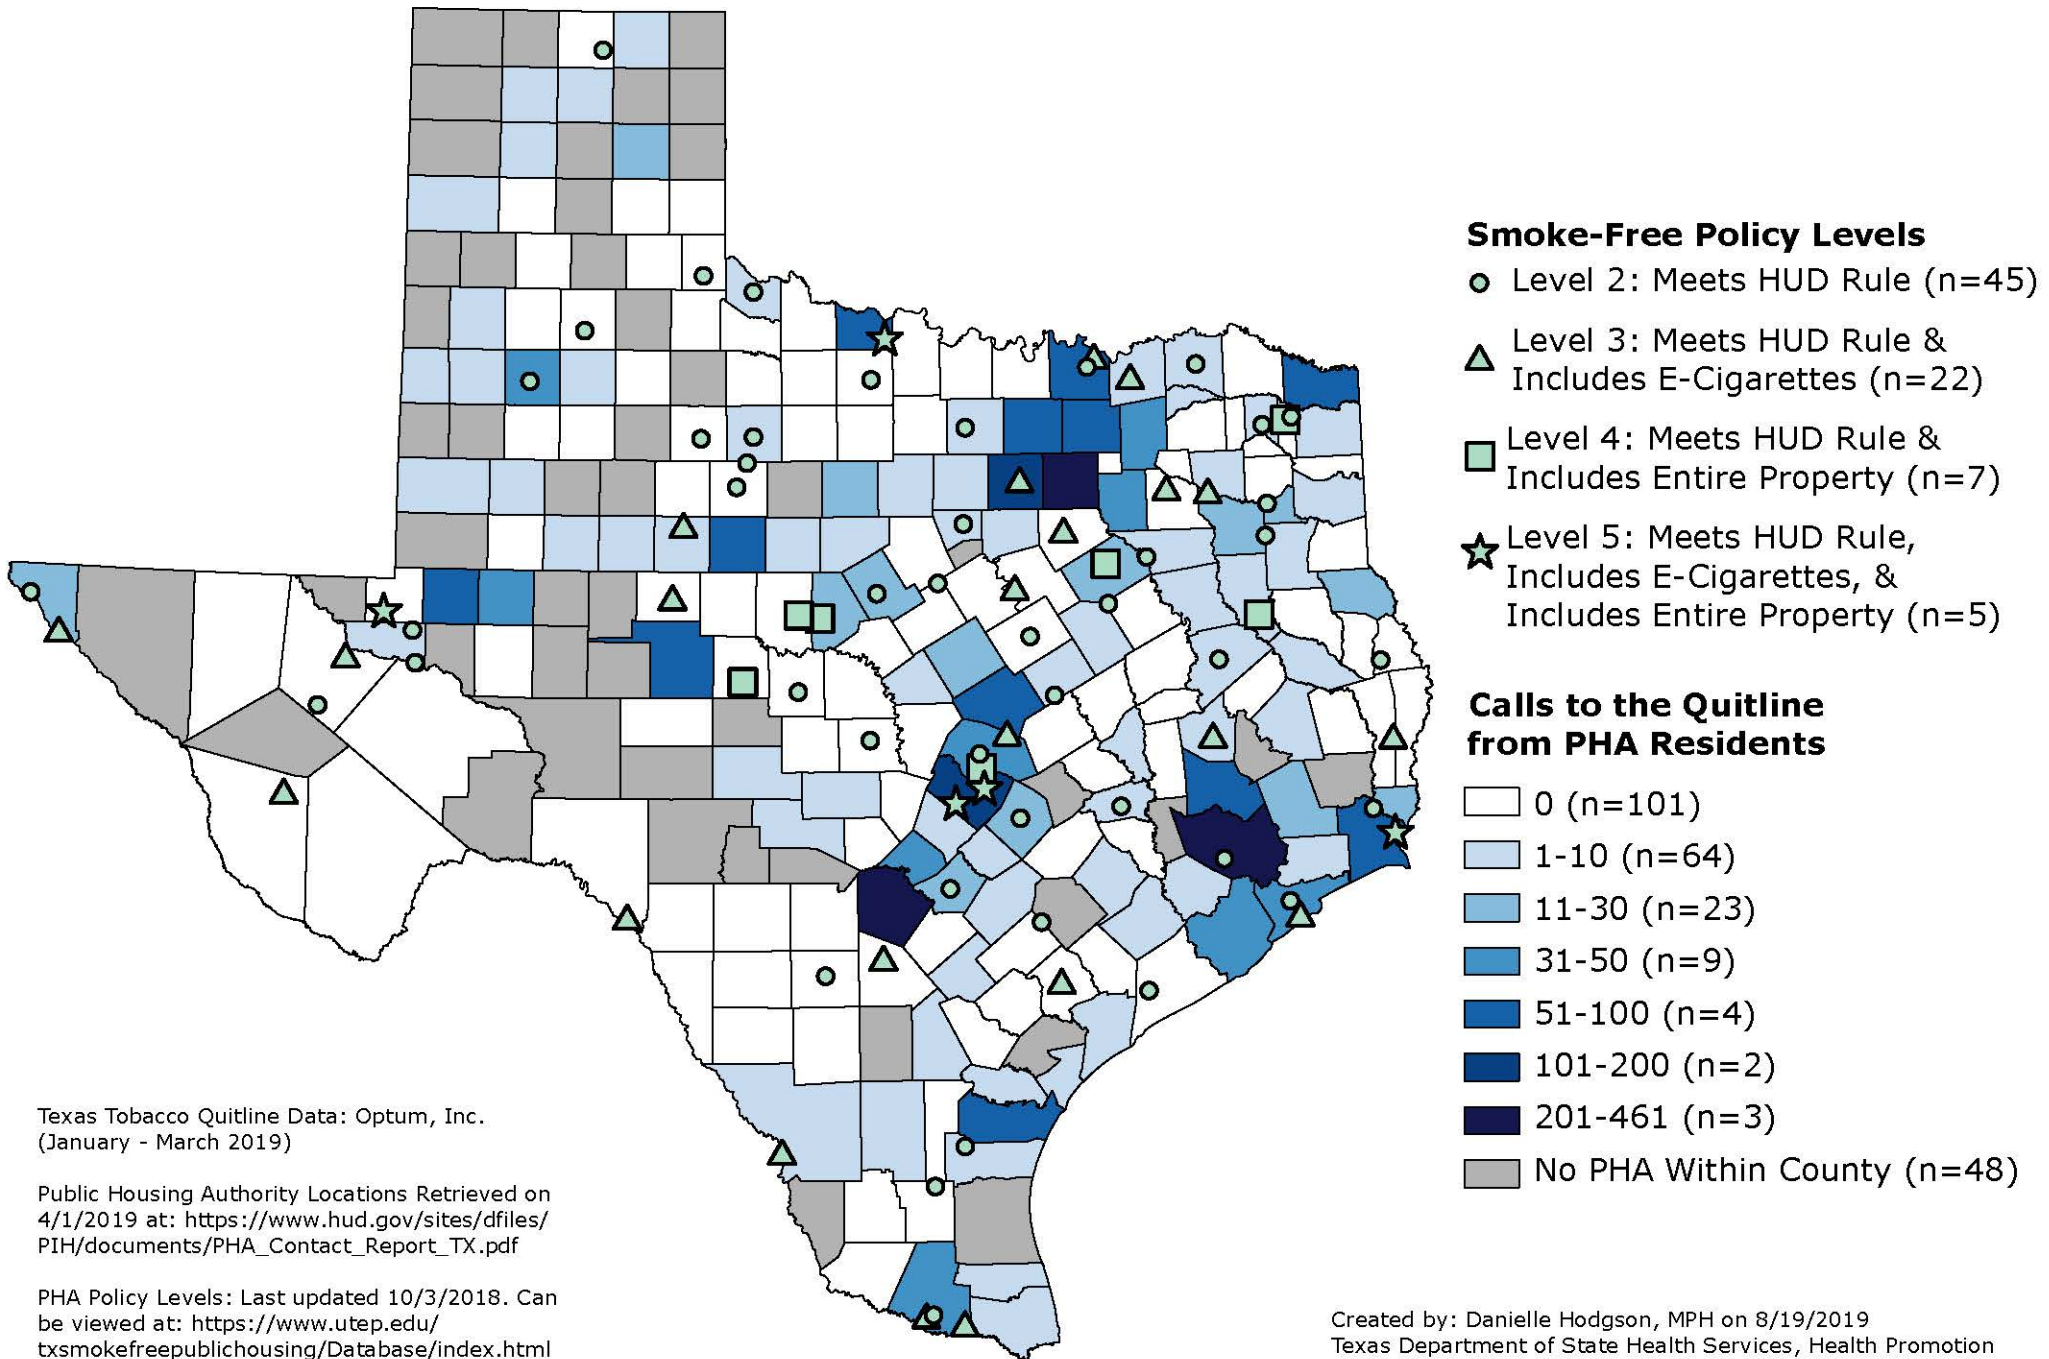 Smoke-Free Policy Levels
Level 2: Meets HUD Rule (n=45)
Level 3: Meets HUD Rule &
Includes E-Cigarettes (n=22)
Level 4: Meets HUD Rule &
Includes Entire Property (n=7)
Level 5: Meets HUD Rule,
Includes E-Cigarettes, &
Includes Entire Property (n=5)
Calls to the Quitline
from PHA Residents
0 (n=101)
1-10 (n=64)
11-30 (n=23)
31-50 (n=9)
51-100 (n=4)
101-200 (n=2)
201-461 (n=3)
No PHA Within County (n=48)
Texas Tobacco Quitline Data: Optum, Inc.
(January - March 2019)
Public Housing Authority Locations Retrieved on
4/1/2019 at: https://www.hud.gov/sites/dfiles/
PIH/documents/PHA_Contact_Report_TX.pdf
PHA Policy Levels: Last updated 10/3/2018. Can
be viewed at: https://www.utep.edu/
txsmokefreepublichousing/Database/index.html
Created by: Danielle Hodgson, MPH on 8/19/2019
Texas Department of State Health Services, Health Promotion